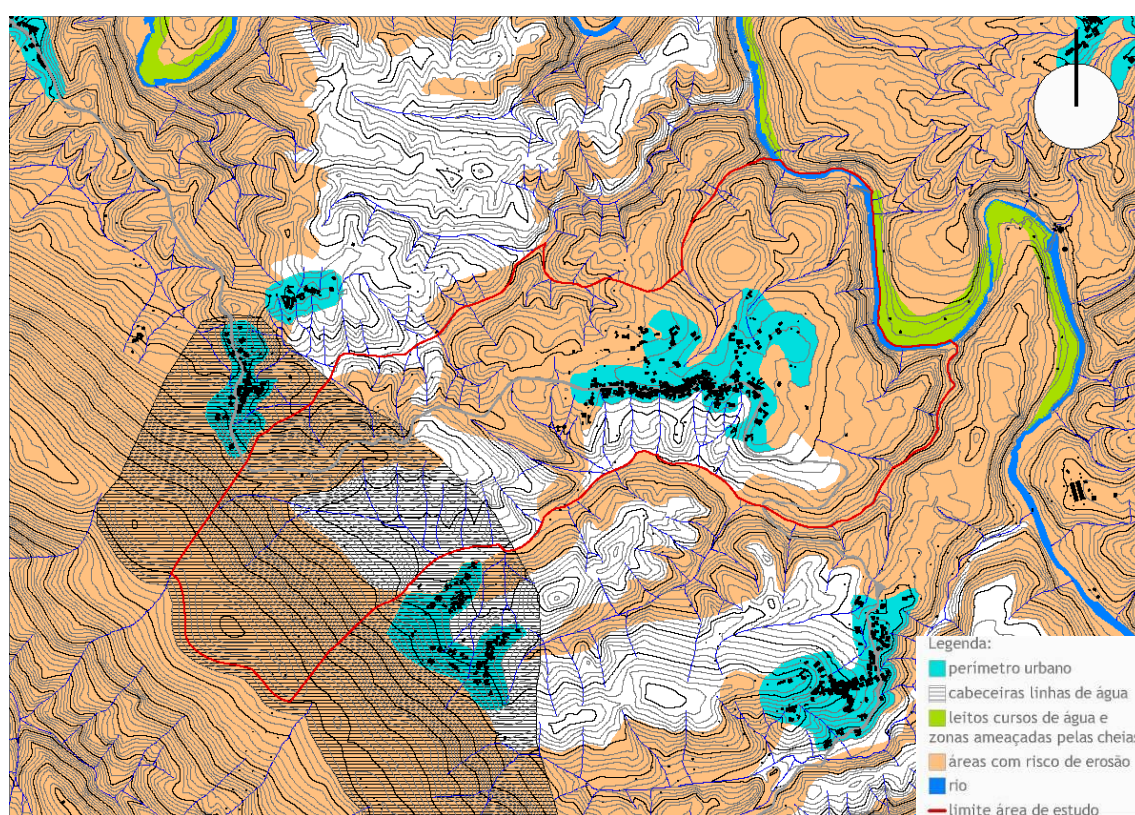 Legenda:
perímetro urbano
cabeceiras linhas de água
leitos cursos de água e
zonas ameaçadas pelas cheias
áreas com risco de erosão
rio
limite área de estudo